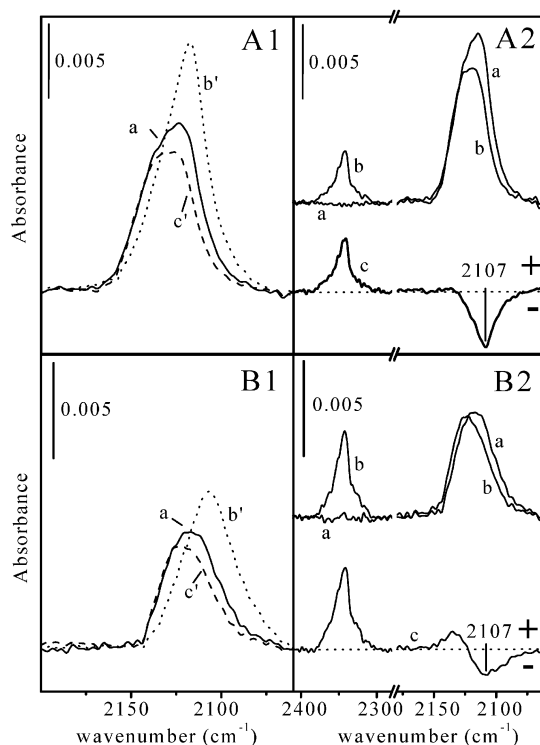 A1
0.005
a
b'
c'
Absorbance
A2
0.005
a
b
b
a
c
2107
+
-
B1
0.005
a
b'
c'
Absorbance
2150 2100
wavenumber (cm⁻¹)
B2
0.005
b
a
a
b
c
2107
+
-
2400 2300 2150 2100
wavenumber (cm⁻¹)